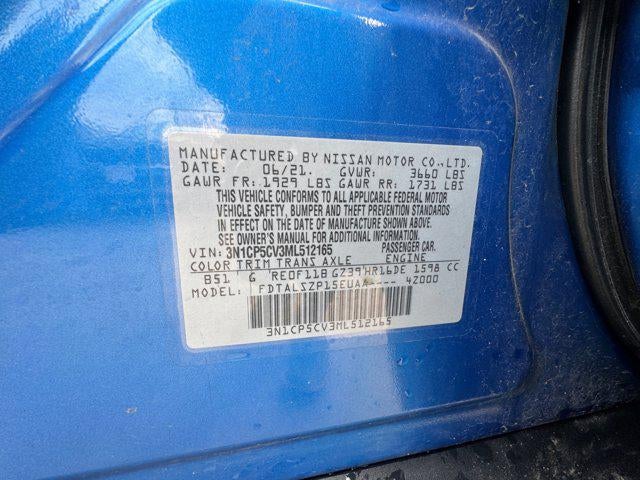 MANUFACTURED BY NISSAN MOTOR CO.,LTD.
DATE: 06/21. GVWR: 3660 LBS
GAWR FR: 1929 LBS GAWR RR: 1731 LBS
THIS VEHICLE CONFORMS TO ALL APPLICABLE FEDERAL MOTOR
VEHICLE SAFETY, BUMPER AND THEFT PREVENTION STANDARDS
IN EFFECT ON THE DATE OF MANUFACTURE SHOWN ABOVE.
SEE OWNER'S MANUAL FOR ADDITIONAL INFORMATION.
VIN: 3N1CP5CV3ML512165 PASSENGER CAR.
COLOR TRIM TRANS AXLE ENGINE
B51 G RE0F11B GZ39 HR16DE 1598 CC
MODEL: FDTALSZP15EUAA--- 42000
3N1CP5CV3ML512165